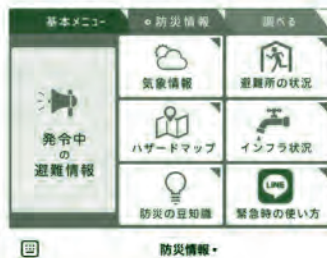 基本メニュー
防災情報
調べる
発令中
の
避難情報
気象情報
避難所の状況
ハザードマップ
インフラ状況
防災の豆知識
LINE
緊急時の使い方
防災情報▾